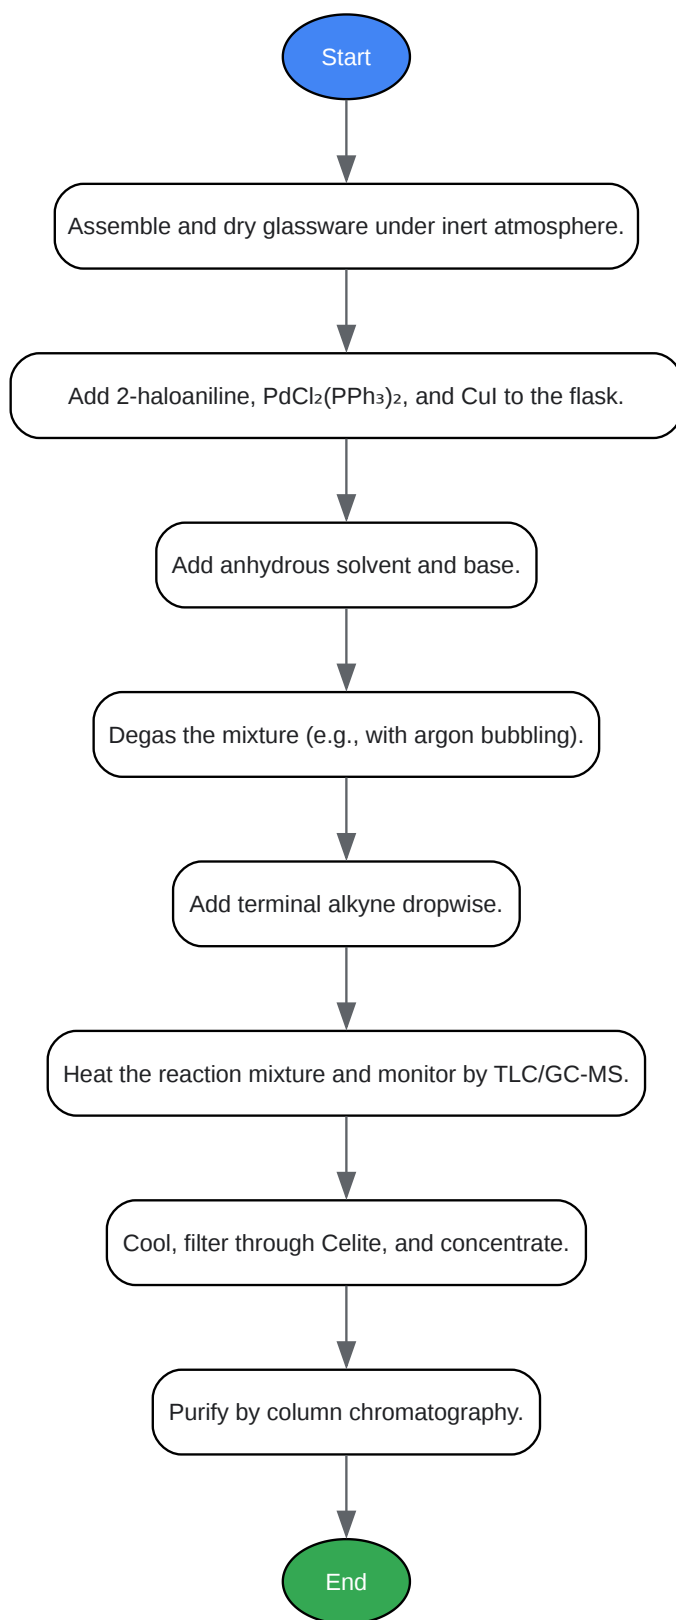 Start
Assemble and dry glassware under inert atmosphere.
Add 2-haloaniline, PdCl₂(PPh₃)₂, and CuI to the flask.
Add anhydrous solvent and base.
Degas the mixture (e.g., with argon bubbling).
Add terminal alkyne dropwise.
Heat the reaction mixture and monitor by TLC/GC-MS.
Cool, filter through Celite, and concentrate.
Purify by column chromatography.
End